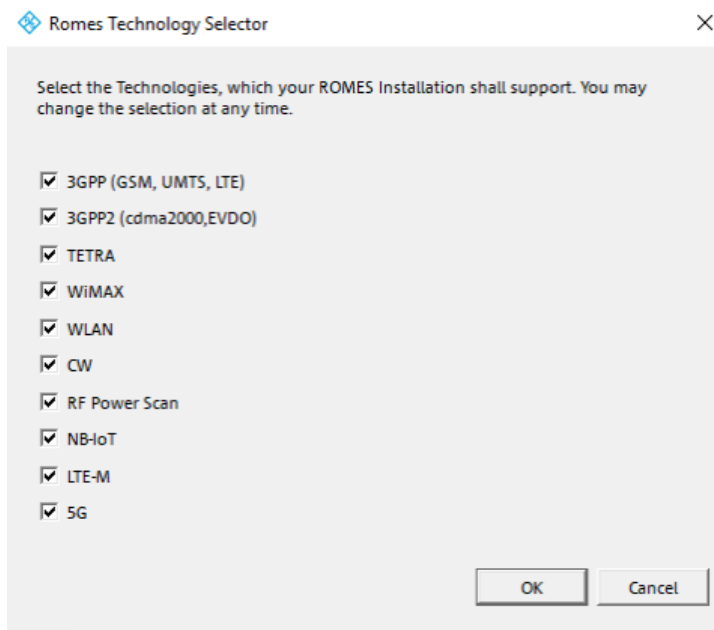 Romes Technology Selector
Select the Technologies, which your ROMES Installation shall support. You may
change the selection at any time.
3GPP (GSM, UMTS, LTE)
3GPP2 (cdma2000,EVDO)
TETRA
WiMAX
WLAN
CW
RF Power Scan
NB-IoT
LTE-M
5G
OK
Cancel